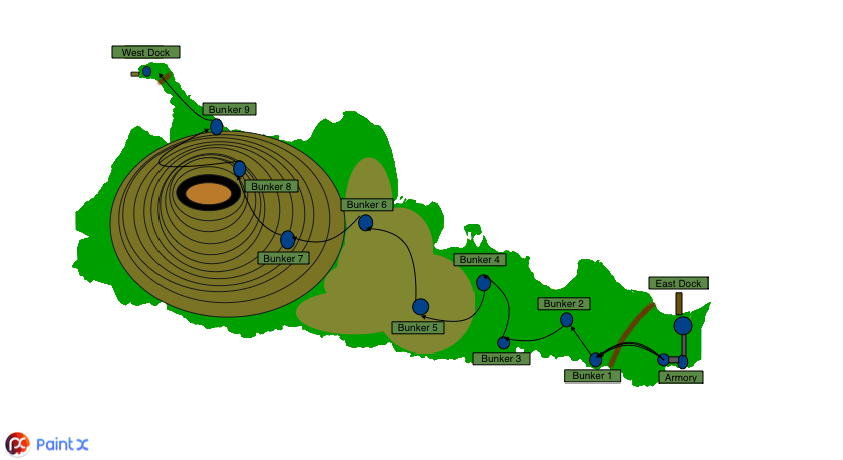 West Dock
Bunker 9
Bunker 8
Bunker 6
Bunker 7
Bunker 4
East Dock
Bunker 2
Bunker 5
Bunker 3
Bunker 1
Armory
Paint X